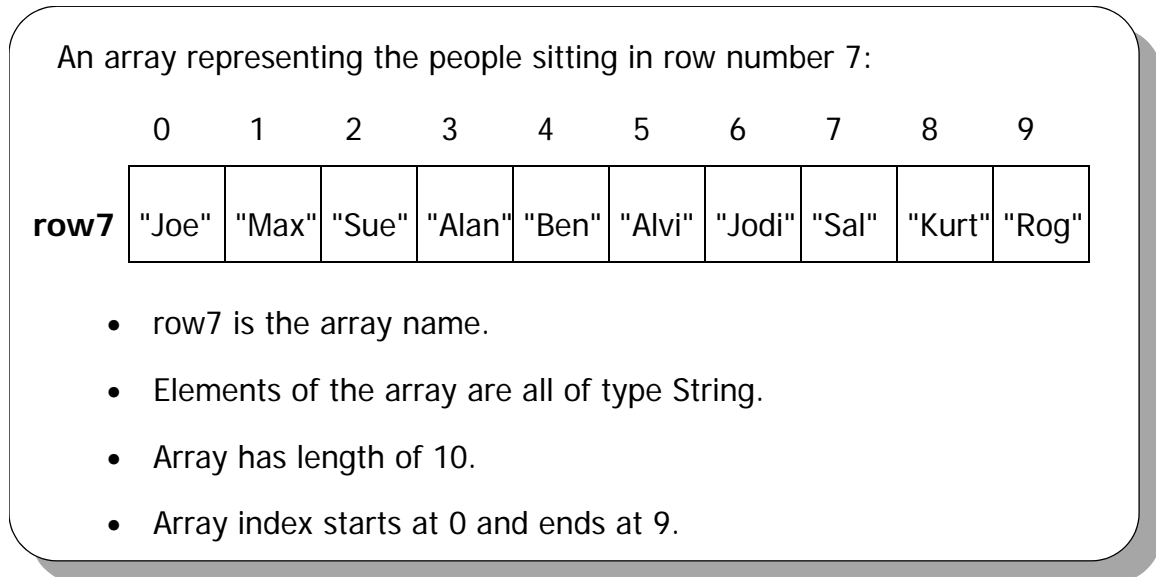 An array representing the people sitting in row number 7:
0 1 2 3 4 5 6 7 8 9
row7 "Joe" "Max" "Sue" "Alan" "Ben" "Alvi" "Jodi" "Sal" "Kurt" "Rog"
• row7 is the array name.
• Elements of the array are all of type String.
• Array has length of 10.
• Array index starts at 0 and ends at 9.